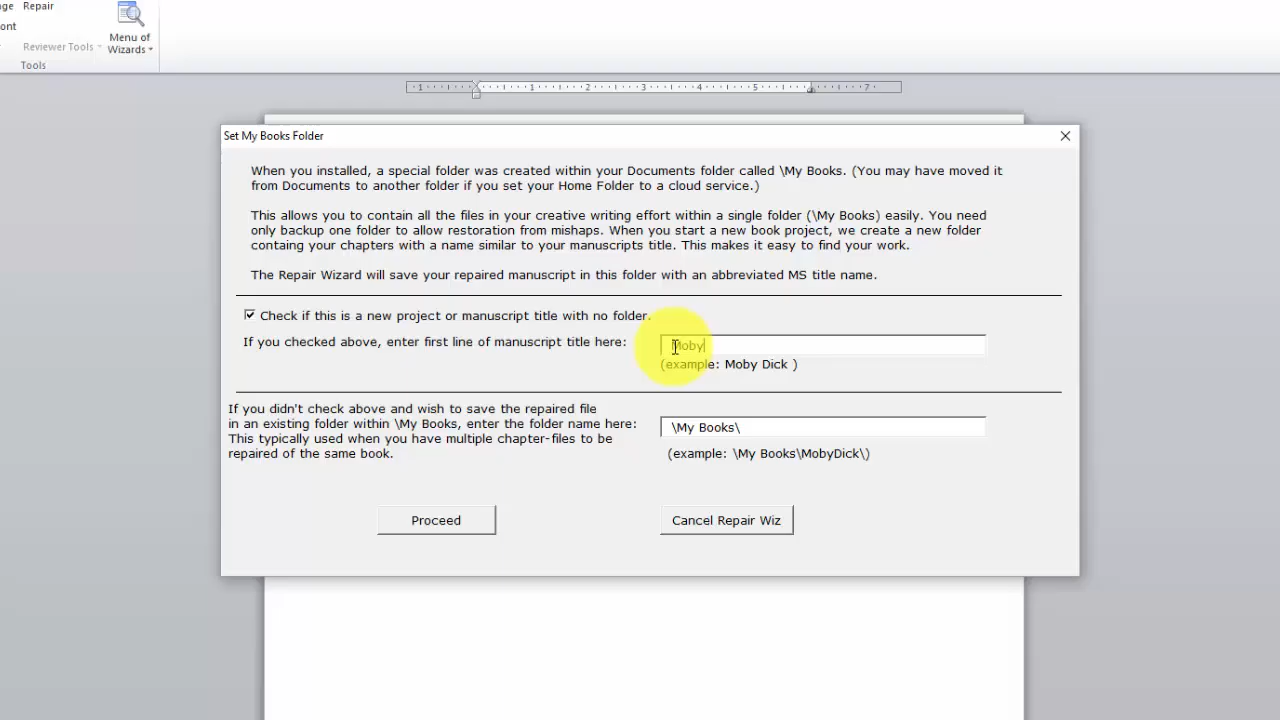 Repair
Reviewer Tools
Tools
Menu of
Wizards
1 1 2 3 4 5 7
Set My Books Folder
When you installed, a special folder was created within your Documents folder called \My Books. (You may have moved it
from Documents to another folder if you set your Home Folder to a cloud service.)
This allows you to contain all the files in your creative writing effort within a single folder (\My Books) easily. You need
only backup one folder to allow restoration from mishaps. When you start a new book project, we create a new folder
containg your chapters with a name similar to your manuscripts title. This makes it easy to find your work.
The Repair Wizard will save your repaired manuscript in this folder with an abbreviated MS title name.
Check if this is a new project or manuscript title with no folder.
If you checked above, enter first line of manuscript title here:
Moby
(example: Moby Dick )
If you didn't check above and wish to save the repaired file
in an existing folder within \My Books, enter the folder name here:
This typically used when you have multiple chapter-files to be
repaired of the same book.
\My Books\
(example: \My Books\MobyDick\)
Proceed
Cancel Repair Wiz